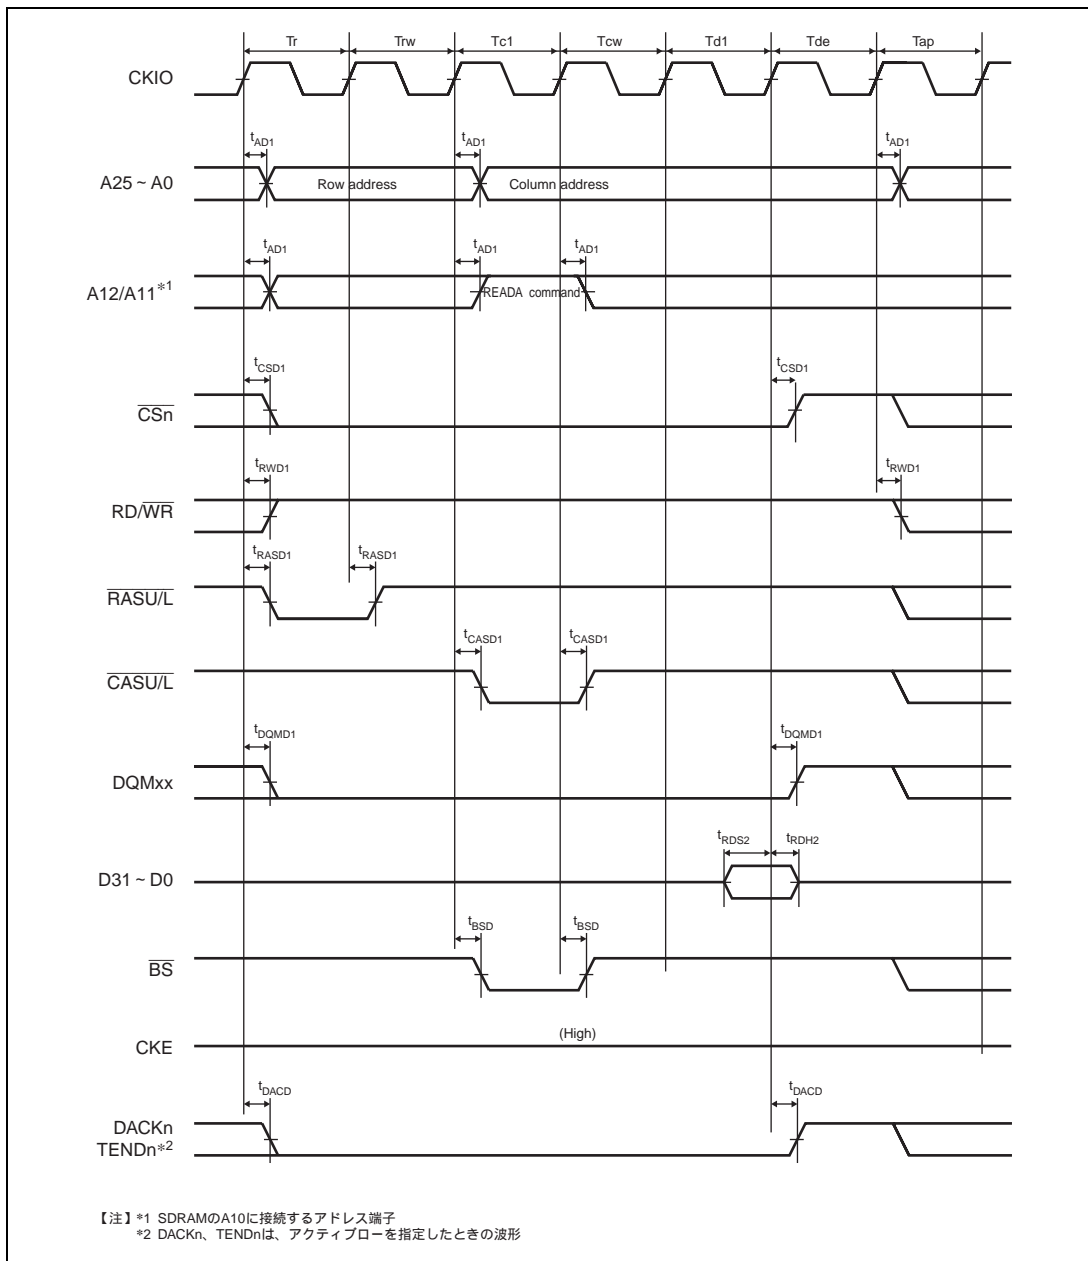 Tr Trw Tc1 Tcw Td1 Tde Tap
CKIO
tAD1 tAD1 tAD1
A25 ~ A0 Row address Column address
tAD1 tAD1 tAD1
A12/A11*1 READA command
tCSD1 tCSD1
CSn
tRWD1 tRWD1
RD/WR
tRASD1 tRASD1
RASU/L
tCASD1 tCASD1
CASU/L
tDQMD1 tDQMD1
DQMxx
tRDS2 tRDH2
D31 ~ D0
tBSD tBSD
BS
(High)
CKE
tDACD tDACD
DACKn
TENDn*2
【注】*1 SDRAMのA10に接続するアドレス端子
*2 DACKn、TENDnは、アクティブローを指定したときの波形